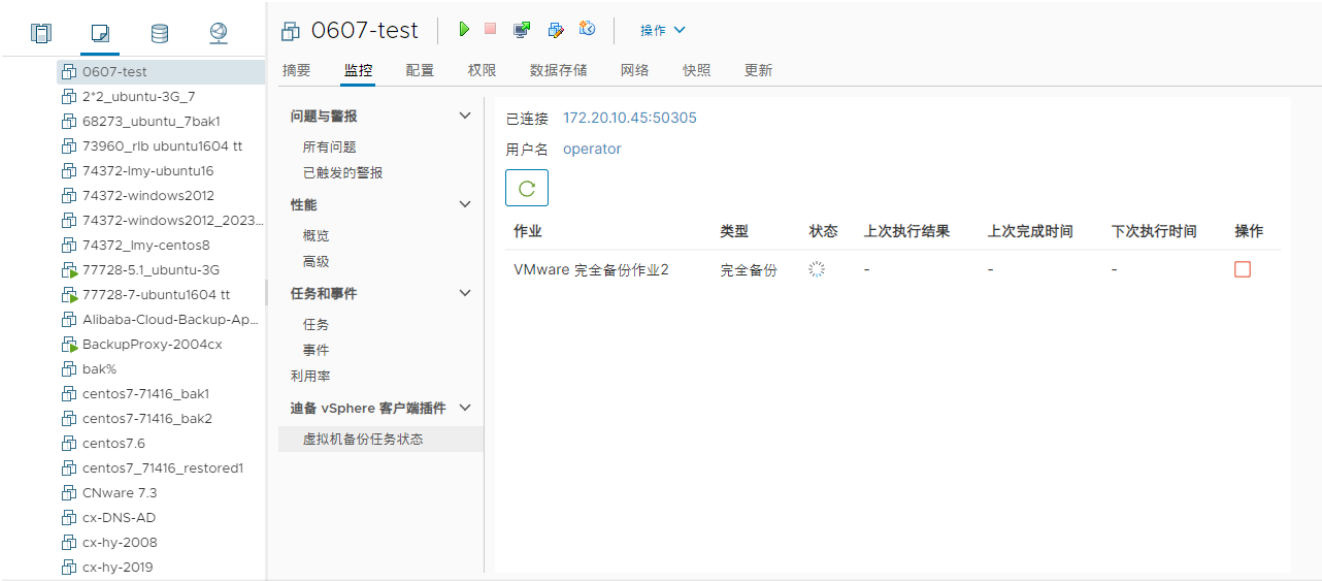 0607-test 操作
摘要 监控 配置 权限 数据存储 网络 快照 更新
0607-test
2*2_ubuntu-3G_7
68273_ubuntu_7bak1
73960_rlb ubuntu1604 tt
74372-lmy-ubuntu16
74372-windows2012
74372-windows2012_2023...
74372_lmy-centos8
77728-5.1_ubuntu-3G
77728-7-ubuntu1604 tt
Alibaba-Cloud-Backup-Ap...
BackupProxy-2004cx
bak%
centos7-71416_bak1
centos7-71416_bak2
centos7.6
centos7_71416_restored1
CNware 7.3
cx-DNS-AD
cx-hy-2008
cx-hy-2019
问题与警报
所有问题
已触发的警报
性能
概览
高级
任务和事件
任务
事件
利用率
迪备 vSphere 客户端插件
虚拟机备份任务状态
已连接 172.20.10.45:50305
用户名 operator
作业 类型 状态 上次执行结果 上次完成时间 下次执行时间 操作
VMware 完全备份作业2 完全备份 - - -